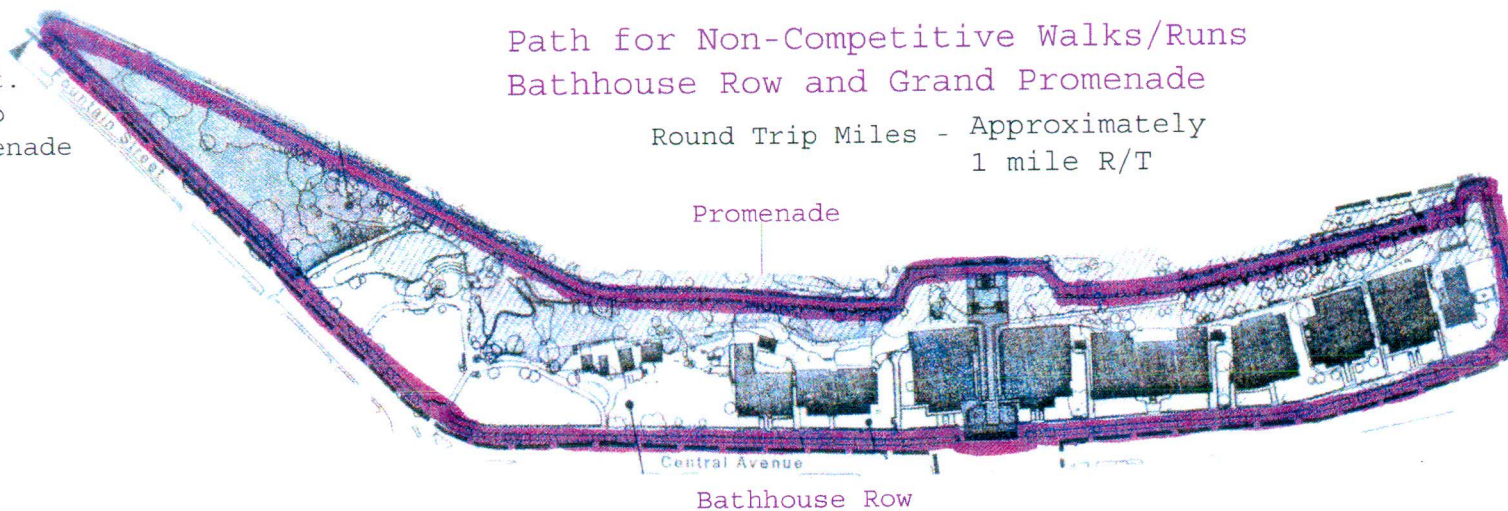 Path for Non-Competitive Walks/Runs
Bathhouse Row and Grand Promenade
Round Trip Miles - Approximately
1 mile R/T
Fountain Street
Promenade
Central Avenue
Bathhouse Row